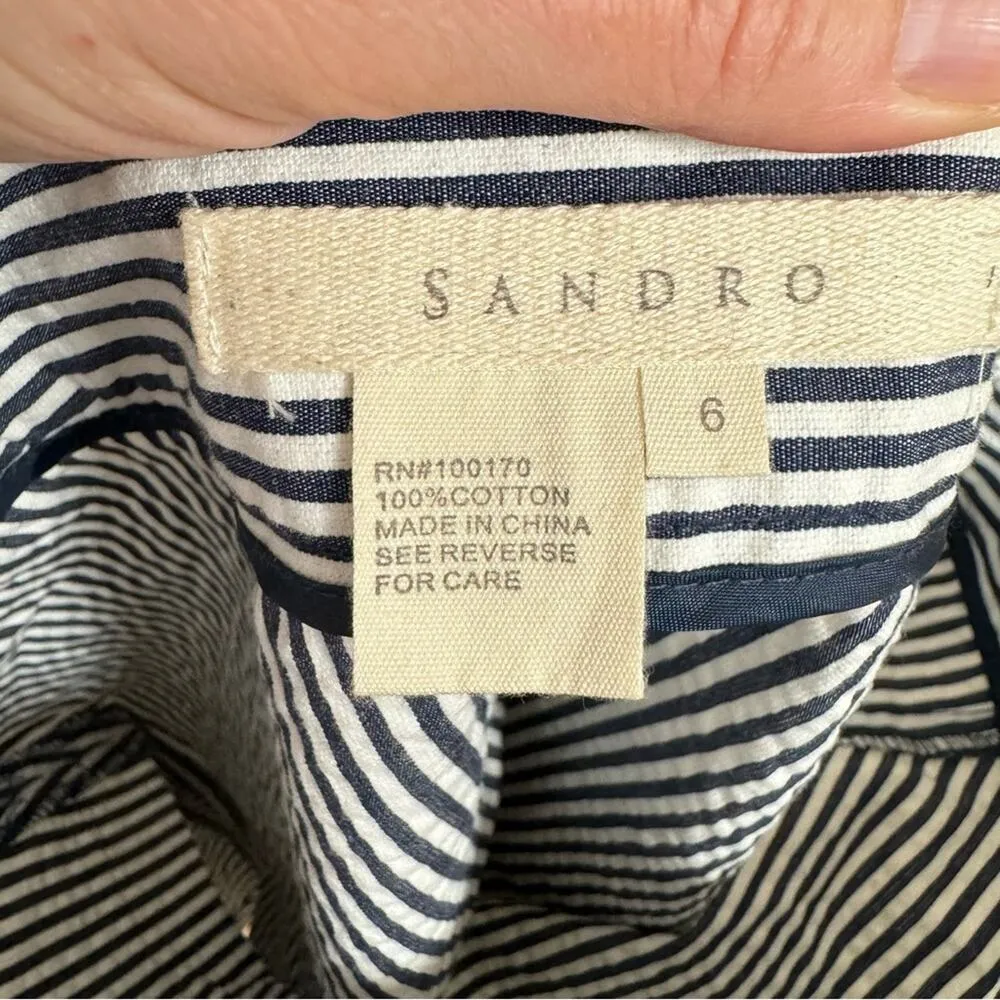 SANDRO
6
RN#100170
100%COTTON
MADE IN CHINA
SEE REVERSE
FOR CARE